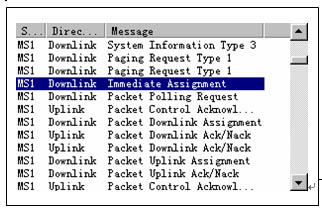 S... Direc... Message
MS1 Downlink System Information Type 3
MS1 Downlink Paging Request Type 1
MS1 Downlink Paging Request Type 1
MS1 Downlink Immediate Assignment
MS1 Downlink Packet Polling Request
MS1 Uplink Packet Control Acknowl...
MS1 Downlink Packet Downlink Assignment
MS1 Uplink Packet Downlink Ack/Nack
MS1 Uplink Packet Downlink Ack/Nack
MS1 Downlink Packet Uplink Assignment
MS1 Downlink Packet Uplink Ack/Nack
MS1 Uplink Packet Control Acknowl...